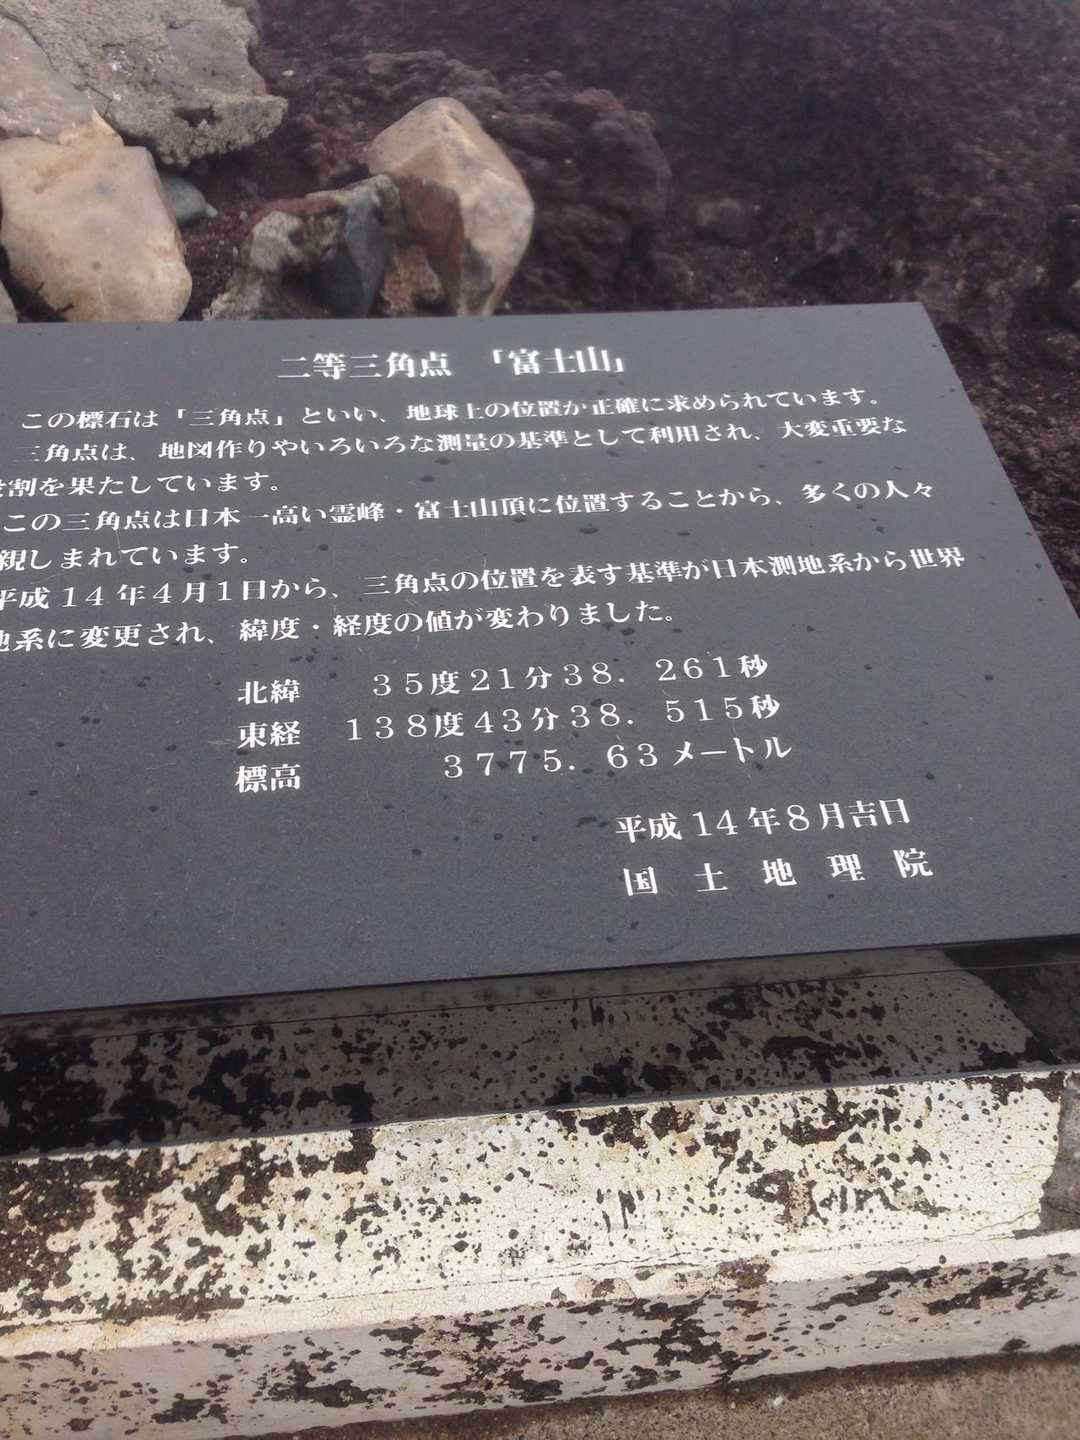 二等三角点 「富士山」
この標石は「三角点」といい、地球上の位置が正確に求められています。
三角点は、地図作りやいろいろな測量の基準として利用され、大変重要な
割を果たしています。
この三角点は日本一高い霊峰・富士山頂に位置することから、多くの人々
親しまれています。
平成14年4月1日から、三角点の位置を表す基準が日本測地系から世界
地系に変更され、緯度・経度の値が変わりました。
北緯 35度21分38.261秒
東経 138度43分38.515秒
標高 3775.63メートル
平成14年8月吉日
国土地理院